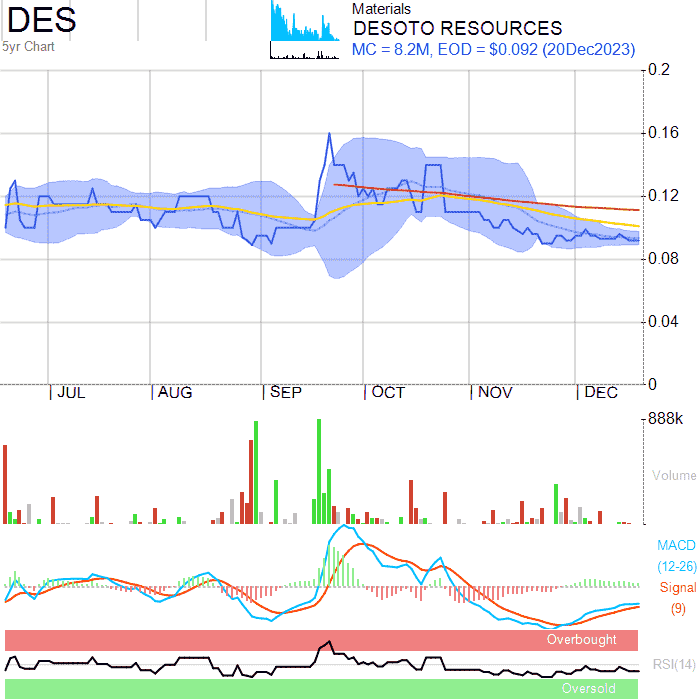 DES
5yr Chart
Materials
DESOTO RESOURCES
MC = 8.2M, EOD = $0.092 (20Dec2023)
0.2
0.16
0.12
0.08
0.04
0
JUL AUG SEP OCT NOV DEC
888k
Volume
MACD
(12-26)
Signal
(9)
Overbought
RSI(14)
Oversold